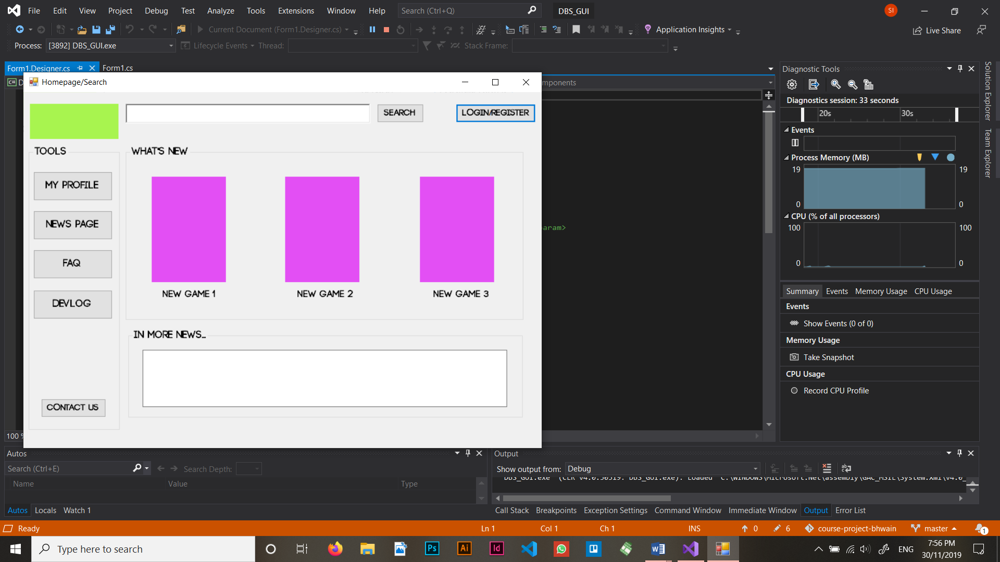 File Edit View Project Debug Test Analyze Tools Extensions Window Help Search (Ctrl+Q) DBS_GUI SI
Current Document (Form1.Designer.cs) Application Insights Live Share
Process: [3892] DBS_GUI.exe Lifecycle Events Thread: Stack Frame:
Form1.Designer.cs Form1.cs
Homepage/Search
SEARCH LOGIN/REGISTER
TOOLS
MY PROFILE
NEWS PAGE
FAQ
DEVLOG
CONTACT US
WHAT'S NEW
NEW GAME 1 NEW GAME 2 NEW GAME 3
IN MORE NEWS...
C# D
mponents
aram>
100 %
Diagnostic Tools
Diagnostics session: 33 seconds
20s 30s
Events
Process Memory (MB)
19 19
0 0
CPU (% of all processors)
100 100
0 0
Summary Events Memory Usage CPU Usage
Events
Show Events (0 of 0)
Memory Usage
Take Snapshot
CPU Usage
Record CPU Profile
Solution Explorer
Team Explorer
Autos
Search (Ctrl+E) Search Depth:
Name Value Type
Autos Locals Watch 1
Output
Show output from: Debug
'DBS_GUI.exe' (CLR v4.0.30319: DBS_GUI.exe): Loaded 'C:\WINDOWS\Microsoft.Net\assembly\GAC_MSIL\System.Xml\v4.0_
Call Stack Breakpoints Exception Settings Command Window Immediate Window Output Error List
Ready Ln 1 Col 1 Ch 1 INS 0 6 course-project-bhwain master 1
Type here to search Ps Ai Id ENG 7:56 PM
30/11/2019